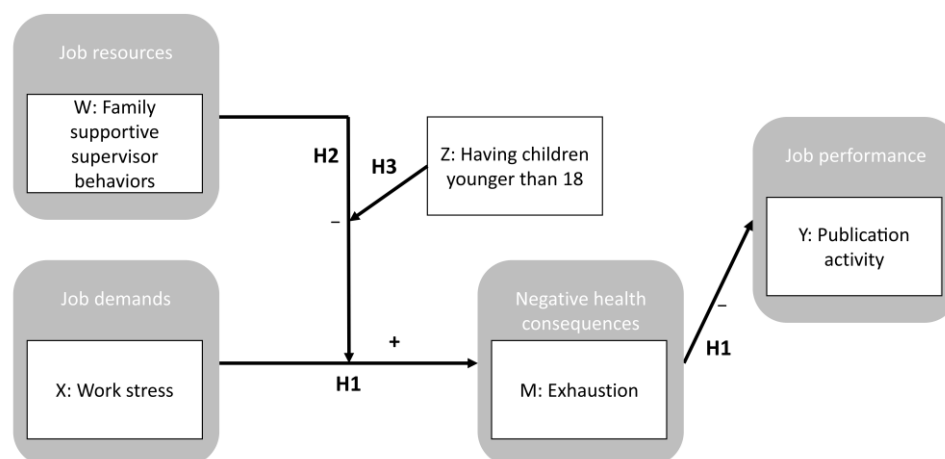 Job resources
W: Family
supportive
supervisor
behaviors
H2
H3
Z: Having children
younger than 18
–
Job performance
Y: Publication
activity
Job demands
X: Work stress
+
H1
Negative health
consequences
M: Exhaustion
–
H1